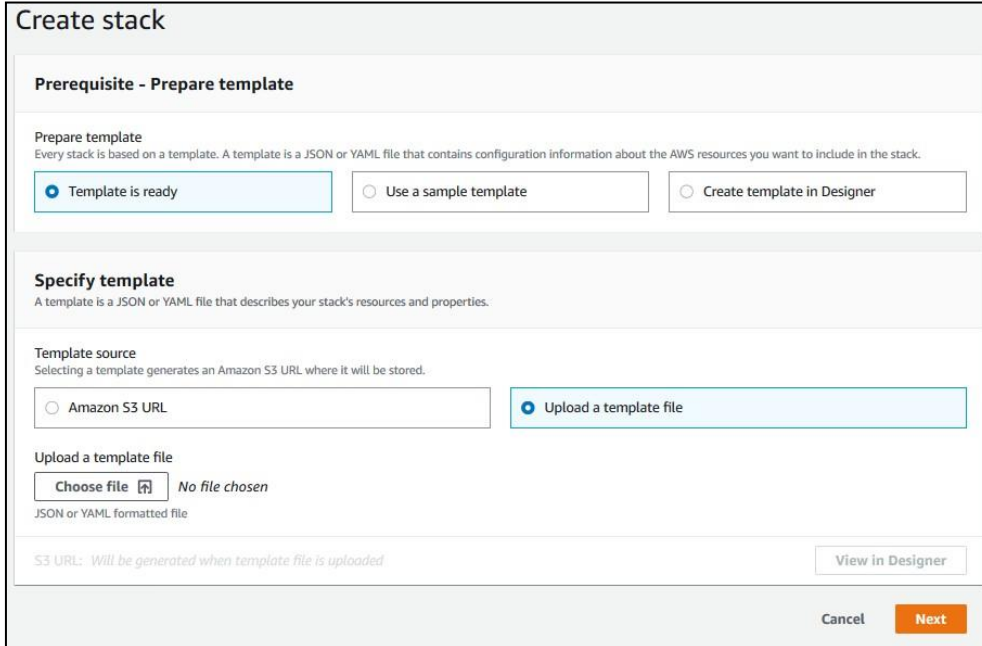 Create stack
Prerequisite - Prepare template
Prepare template
Every stack is based on a template. A template is a JSON or YAML file that contains configuration information about the AWS resources you want to include in the stack.
Template is ready
Use a sample template
Create template in Designer
Specify template
A template is a JSON or YAML file that describes your stack's resources and properties.
Template source
Selecting a template generates an Amazon S3 URL where it will be stored.
Amazon S3 URL
Upload a template file
Upload a template file
Choose file No file chosen
JSON or YAML formatted file
S3 URL: Will be generated when template file is uploaded
View in Designer
Cancel
Next